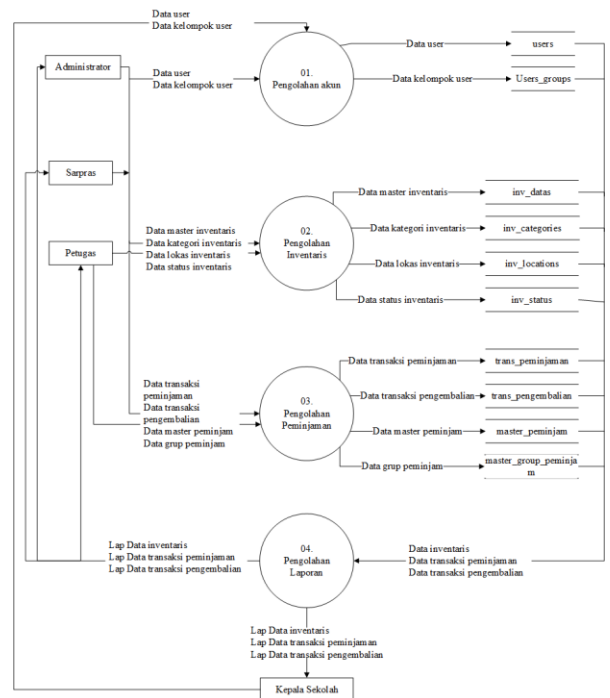 Data user
Data kelompok user
Administrator
Data user
Data kelompok user
01.
Pengolahan akun
Data user
users
Data kelompok user
Users_groups
Sarpras
Petugas
Data master inventaris
Data kategori inventaris
Data lokas inventaris
Data status inventaris
02.
Pengolahan
Inventaris
Data master inventaris
inv_datas
Data kategori inventaris
inv_categories
Data lokas inventaris
inv_locations
Data status inventaris
inv_status
Data transaksi
peminjaman
Data transaksi
pengembalian
Data master peminjam
Data grup peminjam
03.
Pengolahan
Peminjaman
Data transaksi peminjaman
trans_peminjaman
Data transaksi pengembalian
trans_pengembalian
Data master peminjam
master_peminjam
Data grup peminjam
master_group_peminja
m
Lap Data inventaris
Lap Data transaksi peminjaman
Lap Data transaksi pengembalian
04.
Pengolahan
Laporan
Data inventaris
Data transaksi peminjaman
Data transaksi pengembalian
Lap Data inventaris
Lap Data transaksi peminjaman
Lap Data transaksi pengembalian
Kepala Sekolah